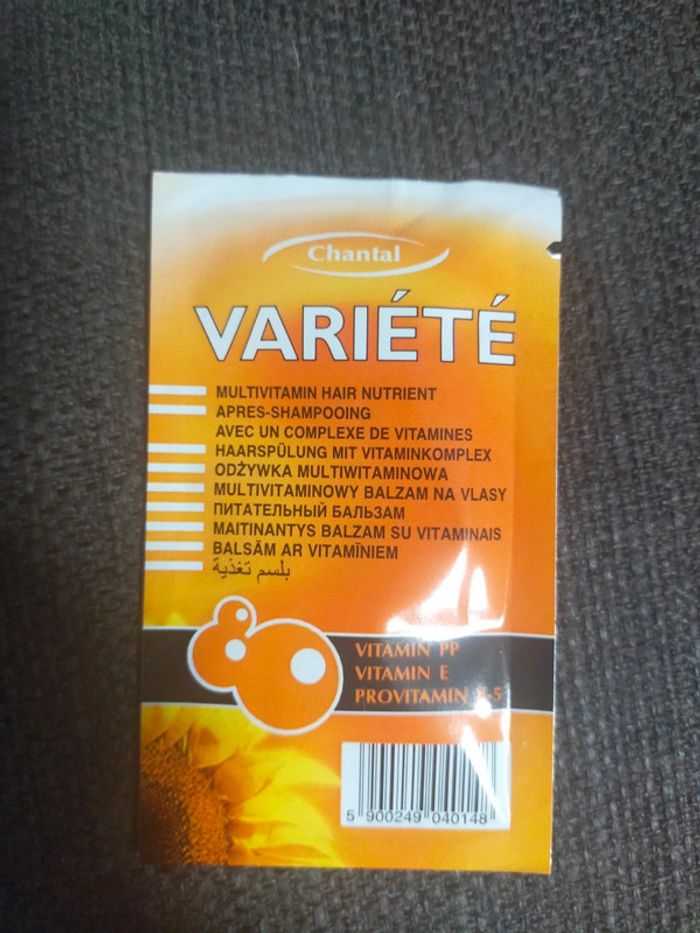 Chantal
VARIÉTÉ
MULTIVITAMIN HAIR NUTRIENT
APRES-SHAMPOOING
AVEC UN COMPLEXE DE VITAMINES
HAARSPÜLUNG MIT VITAMINKOMPLEX
ODŻYWKA MULTIWITAMINOWA
MULTIVITAMINOWY BALZAM NA VLASY
ПИТАТЕЛЬНЫЙ БАЛЬЗАМ
MAITINANTYS BALZAM SU VITAMINAIS
BALSĀM AR VITAMĪNIEM
بلسم تغذية
VITAMIN PP
VITAMIN E
PROVITAMIN B-5
5 900249 040148